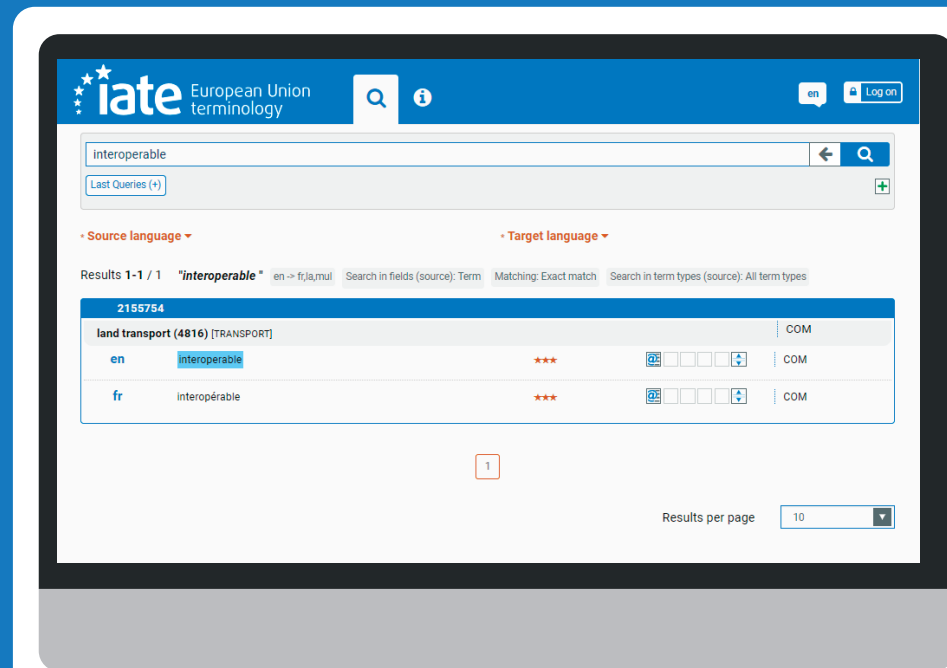 iate European Union
terminology
en
Log on
interoperable
Last Queries (+)
* Source language
* Target language
Results 1-1 / 1 "interoperable " en -> fr,la,mul Search in fields (source): Term Matching: Exact match Search in term types (source): All term types
2155754
land transport (4816) [TRANSPORT] COM
en interoperable ★★★ COM
fr interopérable ★★★ COM
1
Results per page 10